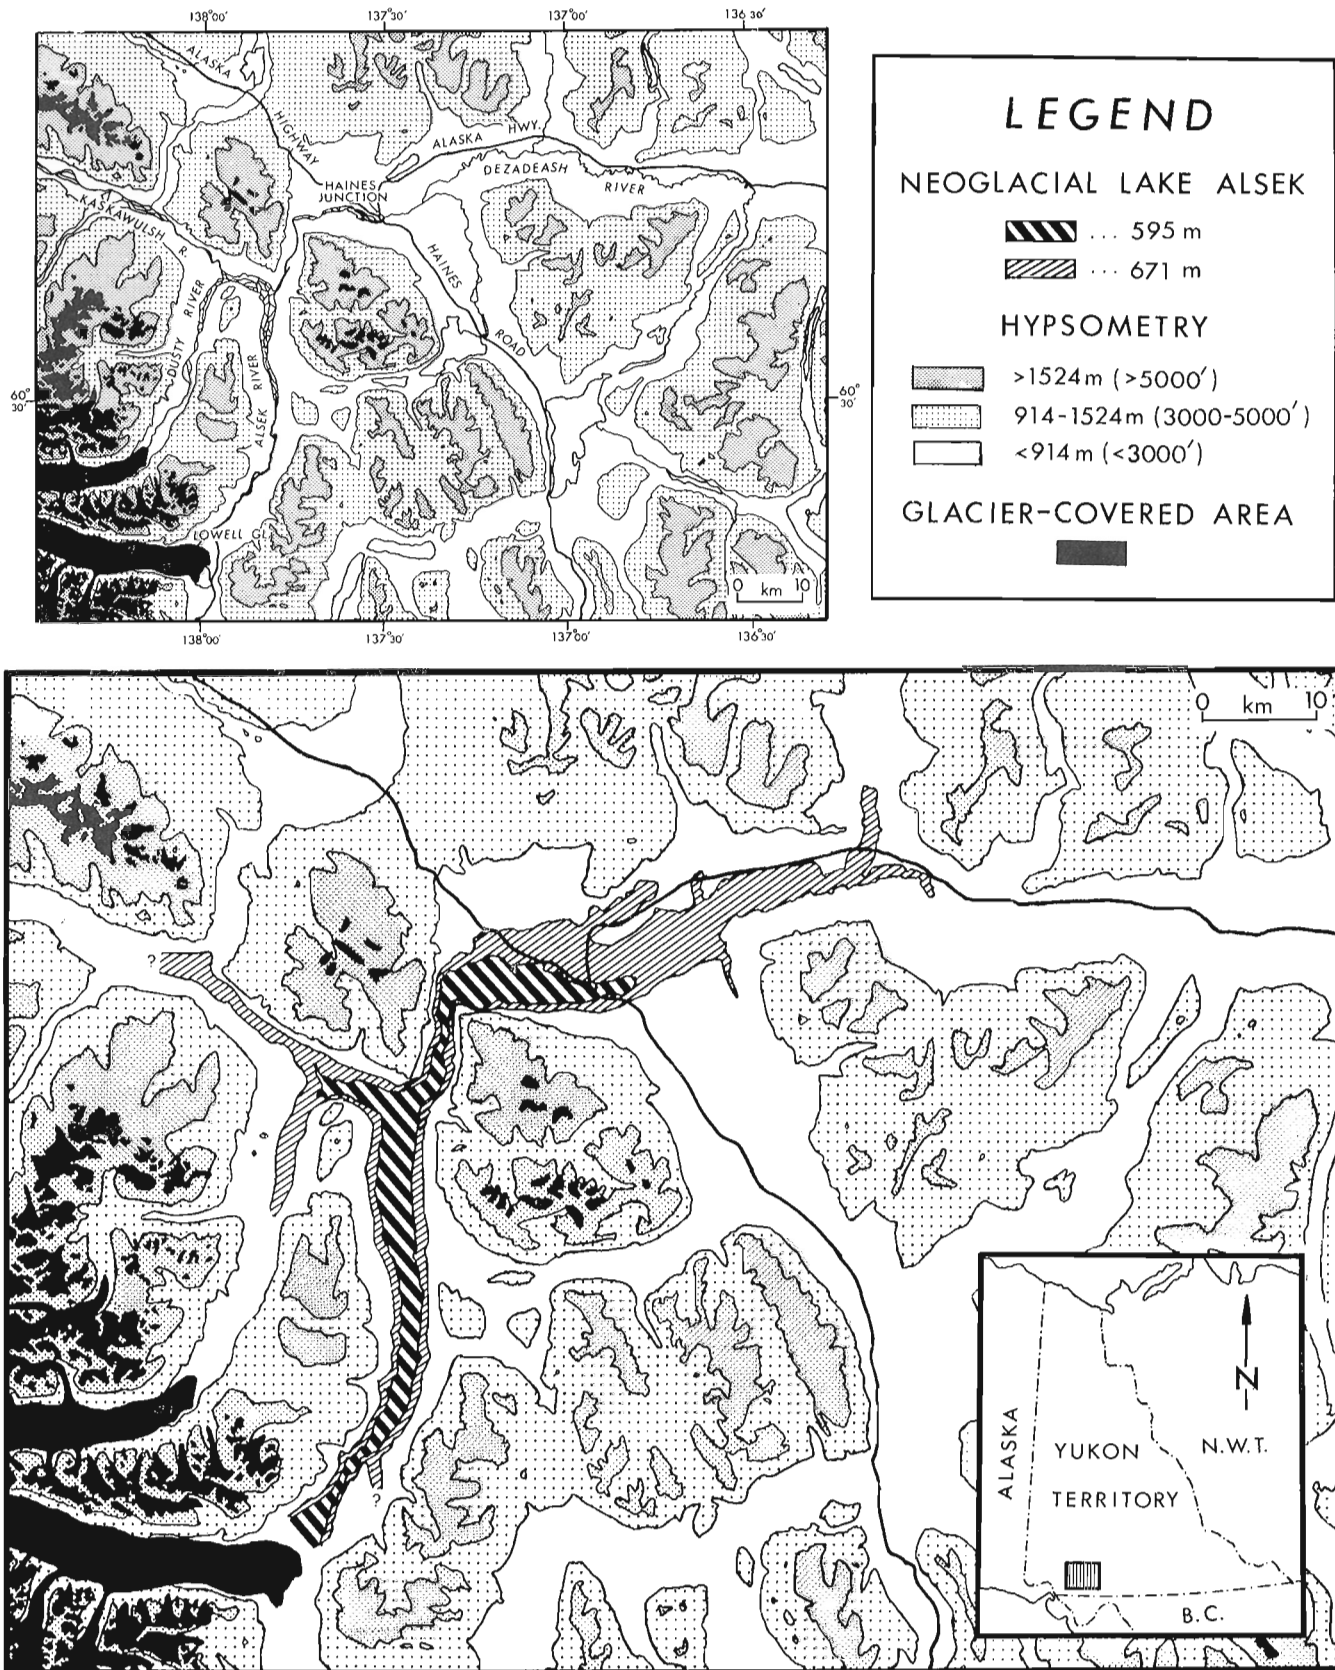 138°00′
137°30′
137°00′
136°30′
ALASKA
HIGHWAY
ALASKA HWY.
DEZADEASH
RIVER
HAINES
JUNCTION
KASKAWULSH R.
HAINES
ROAD
DUSTY RIVER
ALSEK RIVER
60°
30′
60°
30′
LOWELL GL.
0 km 10
138°00′
137°30′
137°00′
136°30′
LEGEND
NEOGLACIAL LAKE ALSEK
... 595 m
... 671 m
HYPSOMETRY
>1524m (>5000′)
914-1524m (3000-5000′)
<914m (<3000′)
GLACIER-COVERED AREA
0 km 10
?
?
N
ALASKA
YUKON
TERRITORY
N.W.T.
B.C.